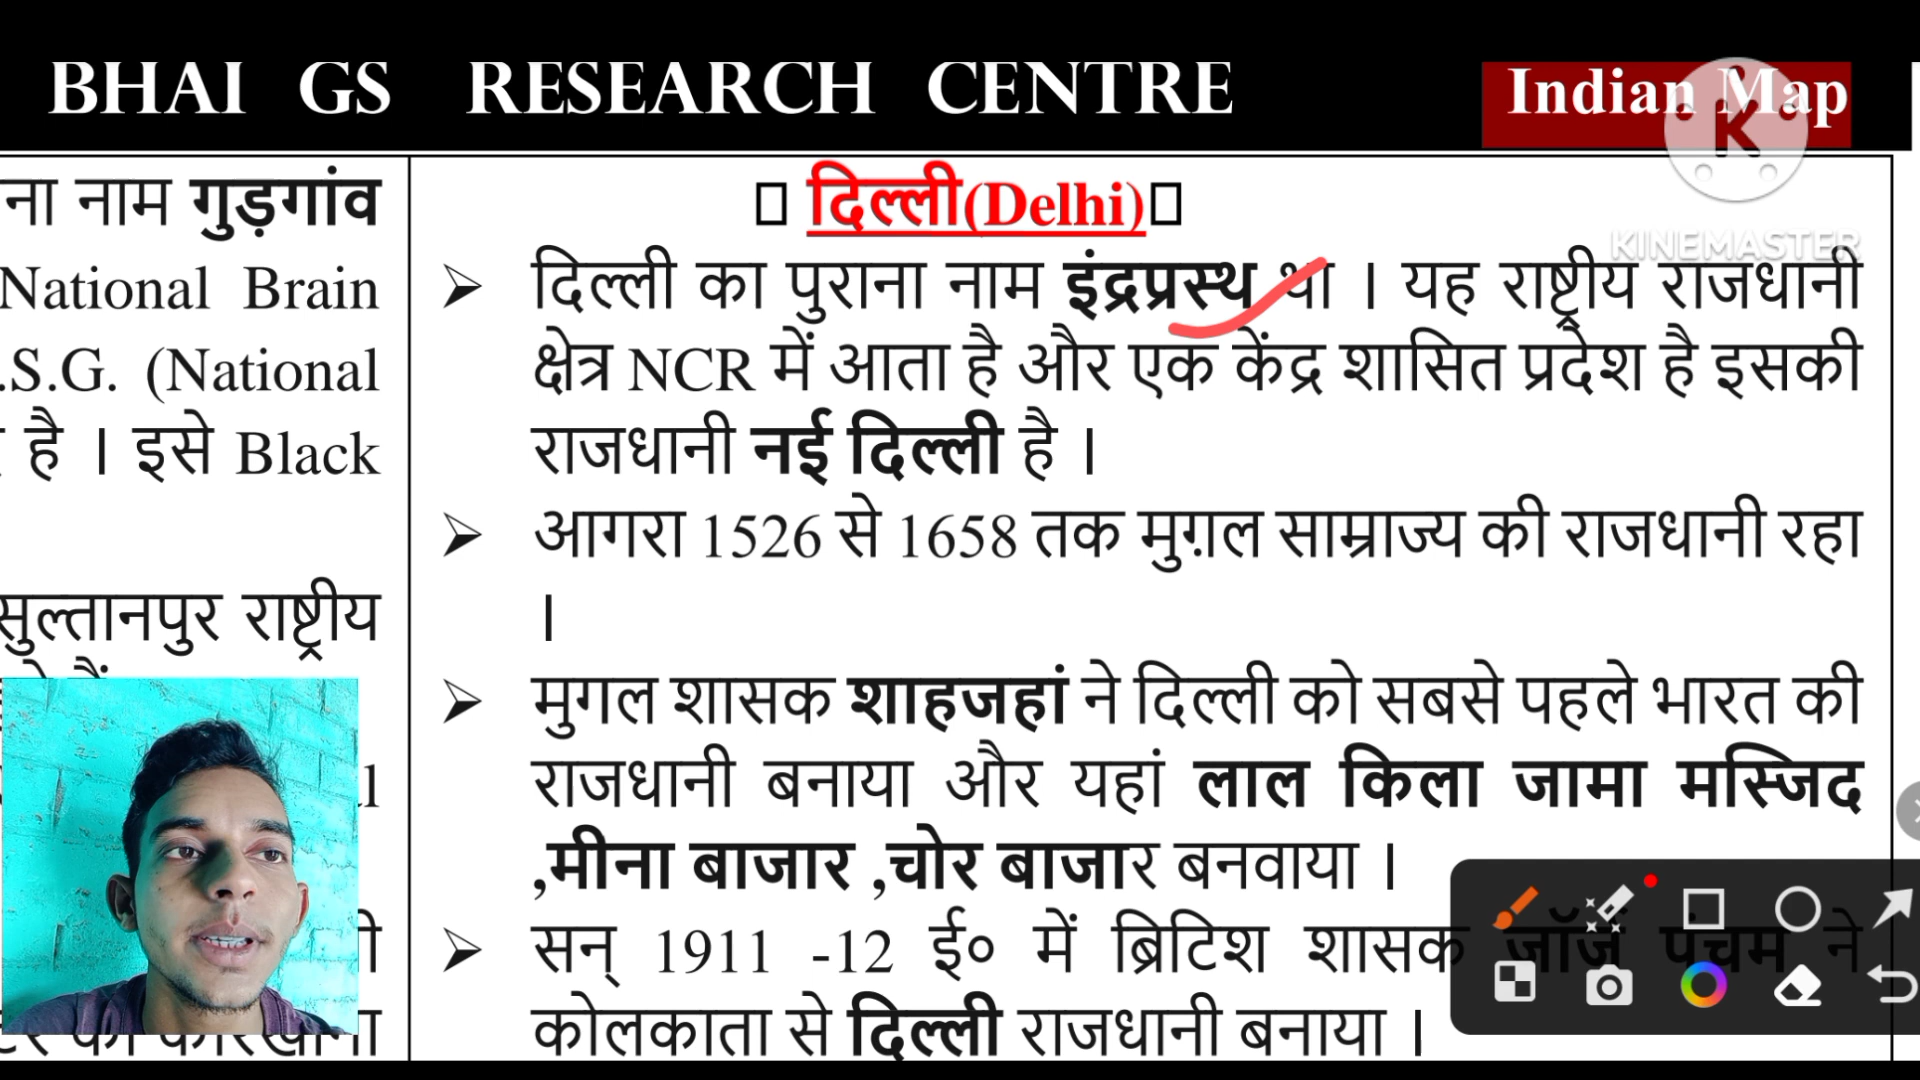 BHAI GS RESEARCH CENTRE
Indian Map
KINEMASTER
ना नाम गुड़गांव
National Brain
.S.G. (National
है । इसे Black
सुल्तानपुर राष्ट्रीय
दिल्ली(Delhi)
➢ दिल्ली का पुराना नाम इंद्रप्रस्थ था । यह राष्ट्रीय राजधानी
क्षेत्र NCR में आता है और एक केंद्र शासित प्रदेश है इसकी
राजधानी नई दिल्ली है ।
➢ आगरा 1526 से 1658 तक मुग़ल साम्राज्य की राजधानी रहा
।
➢ मुगल शासक शाहजहां ने दिल्ली को सबसे पहले भारत की
राजधानी बनाया और यहां लाल किला जामा मस्जिद
,मीना बाजार ,चोर बाजार बनवाया ।
➢ सन् 1911 -12 ई० में ब्रिटिश शासक जॉर्ज पंचम ने
कोलकाता से दिल्ली राजधानी बनाया ।